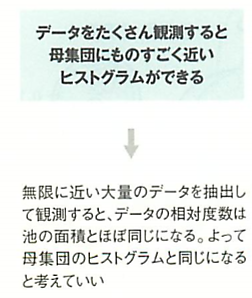 データをたくさん観測すると
母集団にものすごく近い
ヒストグラムができる
無限に近い大量のデータを抽出し
て観測すると、データの相対度数は
池の面積とほぼ同じになる。よって
母集団のヒストグラムと同じになる
と考えていい